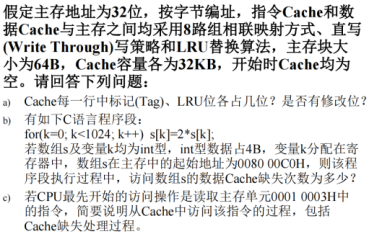 假定主存地址为32位，按字节编址，指令Cache和数
据Cache与主存之间均采用8路组相联映射方式、直写
(Write Through)写策略和LRU替换算法，主存块大
小为64B，Cache容量各为32KB，开始时Cache均为
空。请回答下列问题：
a) Cache每一行中标记(Tag)、LRU位各占几位？是否有修改位？
b) 有如下C语言程序段：
for(k=0; k<1024; k++) s[k]=2*s[k];
若数组s及变量k均为int型，int型数据占4B，变量k分配在寄
存器中，数组s在主存中的起始地址为0080 00C0H，则该程
序段执行过程中，访问数组s的数据Cache缺失次数为多少？
c) 若CPU最先开始的访问操作是读取主存单元0001 0003H中
的指令，简要说明从Cache中访问该指令的过程，包括
Cache缺失处理过程。